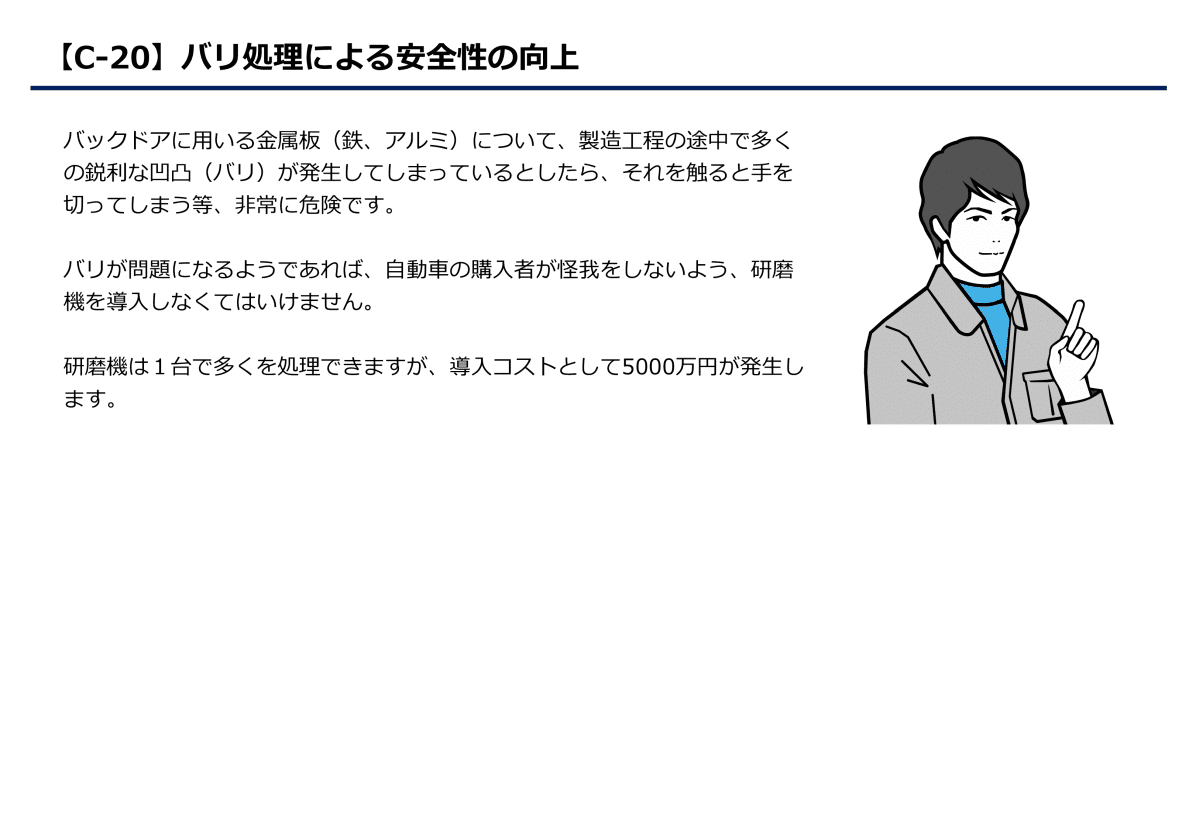 【C-20】バリ処理による安全性の向上
バックドアに用いる金属板（鉄、アルミ）について、製造工程の途中で多く
の鋭利な凹凸（バリ）が発生してしまっているとしたら、それを触ると手を
切ってしまう等、非常に危険です。
バリが問題になるようであれば、自動車の購入者が怪我をしないよう、研磨
機を導入しなくてはいけません。
研磨機は１台で多くを処理できますが、導入コストとして5000万円が発生し
ます。